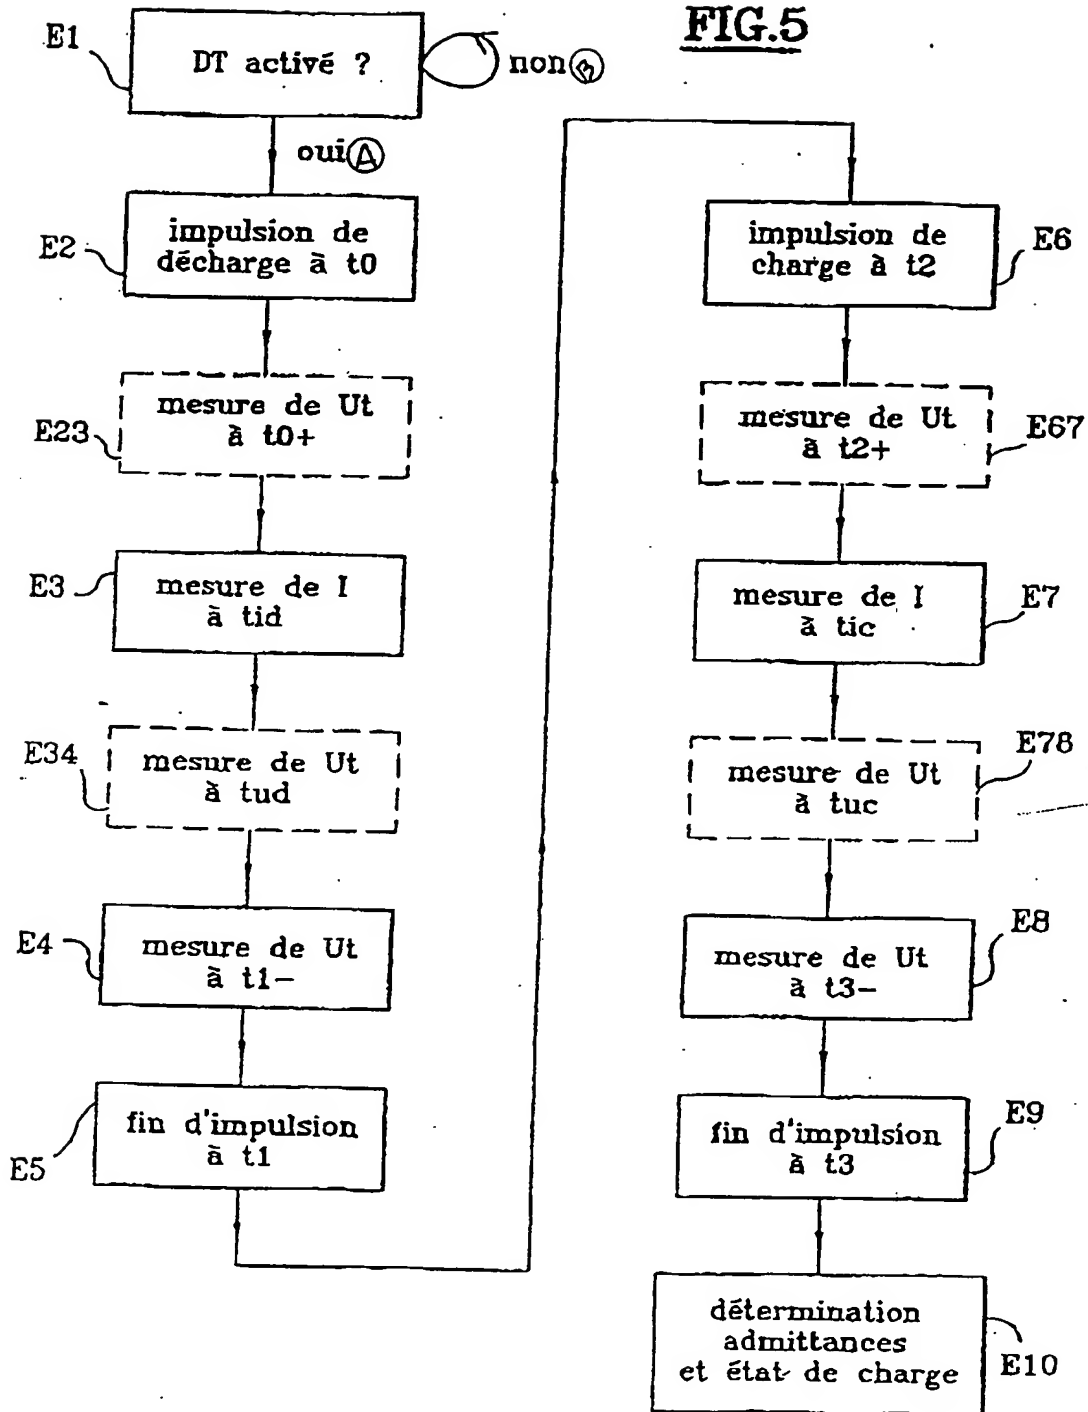 FIG.5
E1
DT activé ?
non B
oui A
E2
impulsion de
décharge à t0
E23
mesure de Ut
à t0+
E3
mesure de I
à tid
E34
mesure de Ut
à tud
E4
mesure de Ut
à t1-
E5
fin d'impulsion
à t1
impulsion de
charge à t2
E6
mesure de Ut
à t2+
E67
mesure de I
à tic
E7
mesure de Ut
à tuc
E78
mesure de Ut
à t3-
E8
fin d'impulsion
à t3
E9
détermination
admittances
et état de charge
E10